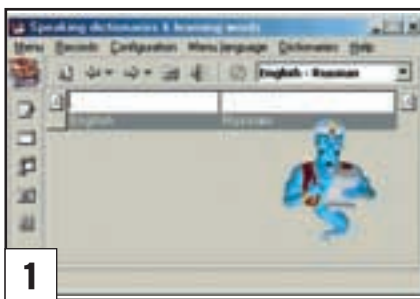 Speaking dictionaries & learning words
Menu Records Configuration Menu language Dictionaries Help
English - Russian
English Russian
1